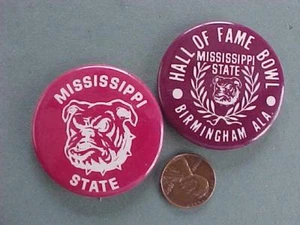 MISSISSIPPI
STATE
HALL OF FAME BOWL
MISSISSIPPI
STATE
BIRMINGHAM ALA.